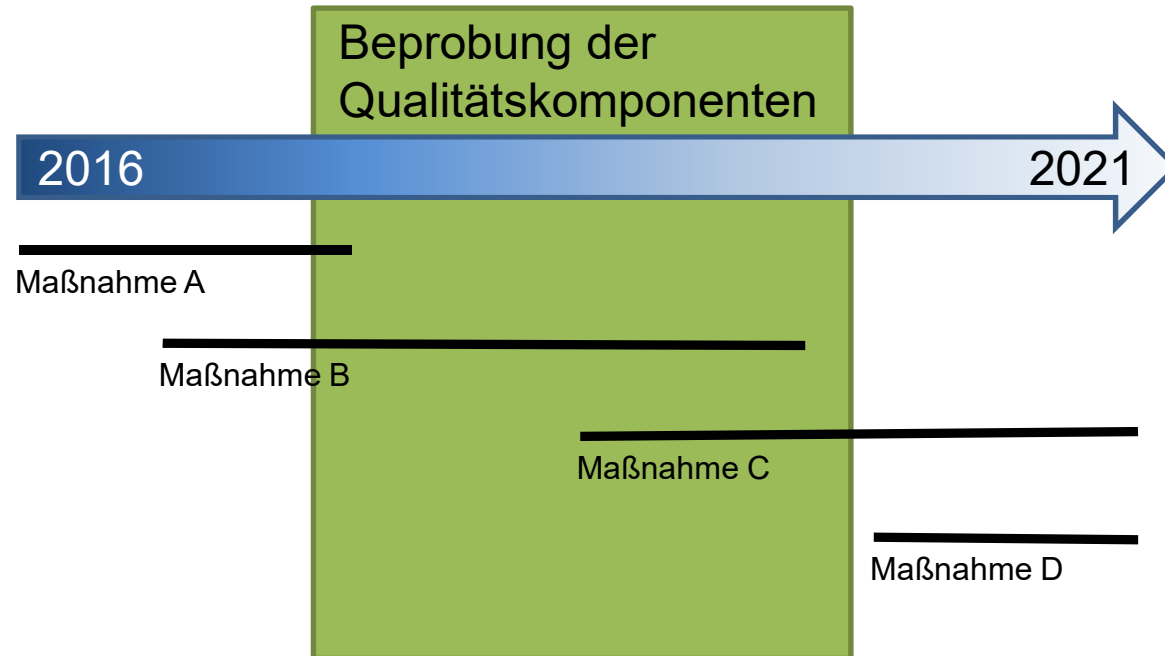 Beprobung der
Qualitätskomponenten
2016
2021
Maßnahme A
Maßnahme B
Maßnahme C
Maßnahme D